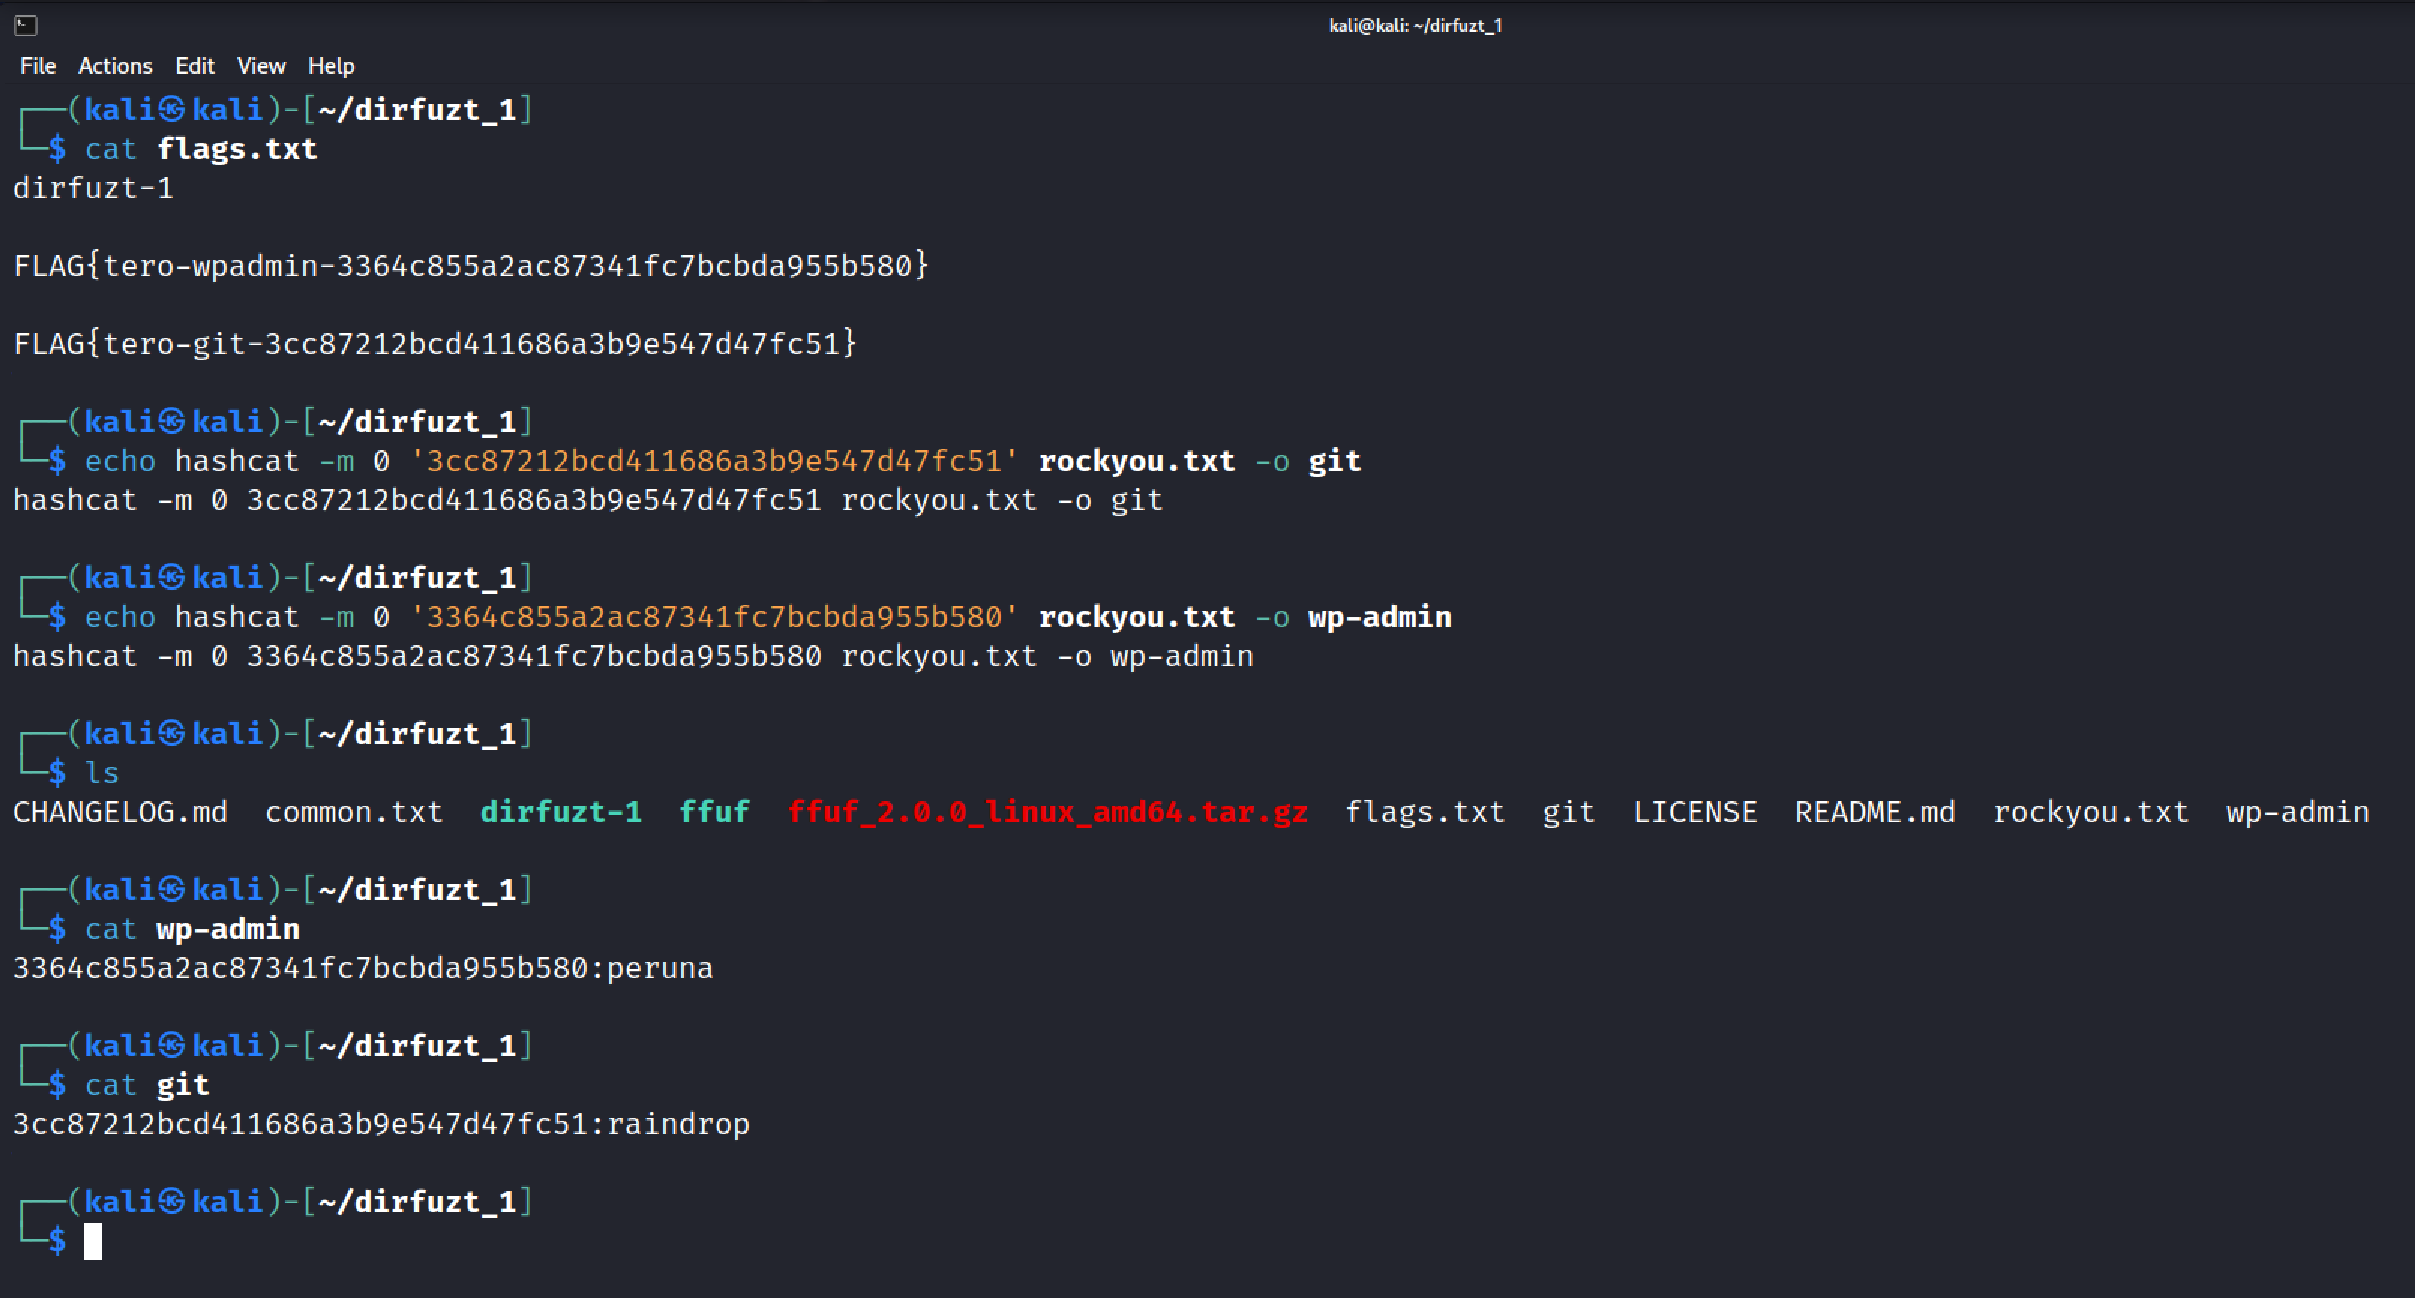 kali@kali: ~/dirfuzt_1
File Actions Edit View Help
┌──(kali㉿kali)-[~/dirfuzt_1]
└─$ cat flags.txt
dirfuzt-1
FLAG{tero-wpadmin-3364c855a2ac87341fc7bcbda955b580}
FLAG{tero-git-3cc87212bcd411686a3b9e547d47fc51}
┌──(kali㉿kali)-[~/dirfuzt_1]
└─$ echo hashcat -m 0 '3cc87212bcd411686a3b9e547d47fc51' rockyou.txt -o git
hashcat -m 0 3cc87212bcd411686a3b9e547d47fc51 rockyou.txt -o git
┌──(kali㉿kali)-[~/dirfuzt_1]
└─$ echo hashcat -m 0 '3364c855a2ac87341fc7bcbda955b580' rockyou.txt -o wp-admin
hashcat -m 0 3364c855a2ac87341fc7bcbda955b580 rockyou.txt -o wp-admin
┌──(kali㉿kali)-[~/dirfuzt_1]
└─$ ls
CHANGELOG.md common.txt dirfuzt-1 ffuf ffuf_2.0.0_linux_amd64.tar.gz flags.txt git LICENSE README.md rockyou.txt wp-admin
┌──(kali㉿kali)-[~/dirfuzt_1]
└─$ cat wp-admin
3364c855a2ac87341fc7bcbda955b580:peruna
┌──(kali㉿kali)-[~/dirfuzt_1]
└─$ cat git
3cc87212bcd411686a3b9e547d47fc51:raindrop
┌──(kali㉿kali)-[~/dirfuzt_1]
└─$